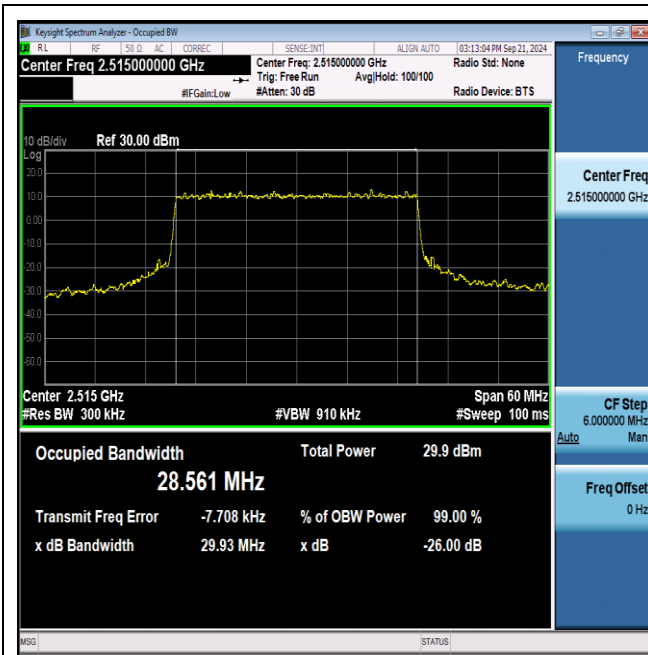 Keysight Spectrum Analyzer - Occupied BW
RL RF 50 Ω AC CORREC SENSE:INT ALIGN AUTO 03:13:04 PM Sep 21, 2024
Center Freq 2.515000000 GHz
Center Freq: 2.515000000 GHz Radio Std: None
Trig: Free Run Avg|Hold: 100/100
#IFGain:Low #Atten: 30 dB Radio Device: BTS
10 dB/div Ref 30.00 dBm
Log
20.0
10.0
0.00
-10.0
-20.0
-30.0
-40.0
-50.0
-60.0
Center 2.515 GHz Span 60 MHz
#Res BW 300 kHz #VBW 910 kHz #Sweep 100 ms
Occupied Bandwidth Total Power 29.9 dBm
28.561 MHz
Transmit Freq Error -7.708 kHz % of OBW Power 99.00 %
x dB Bandwidth 29.93 MHz x dB -26.00 dB
Frequency
Center Freq
2.515000000 GHz
CF Step
6.000000 MHz
Auto Man
Freq Offset
0 Hz
MSG STATUS